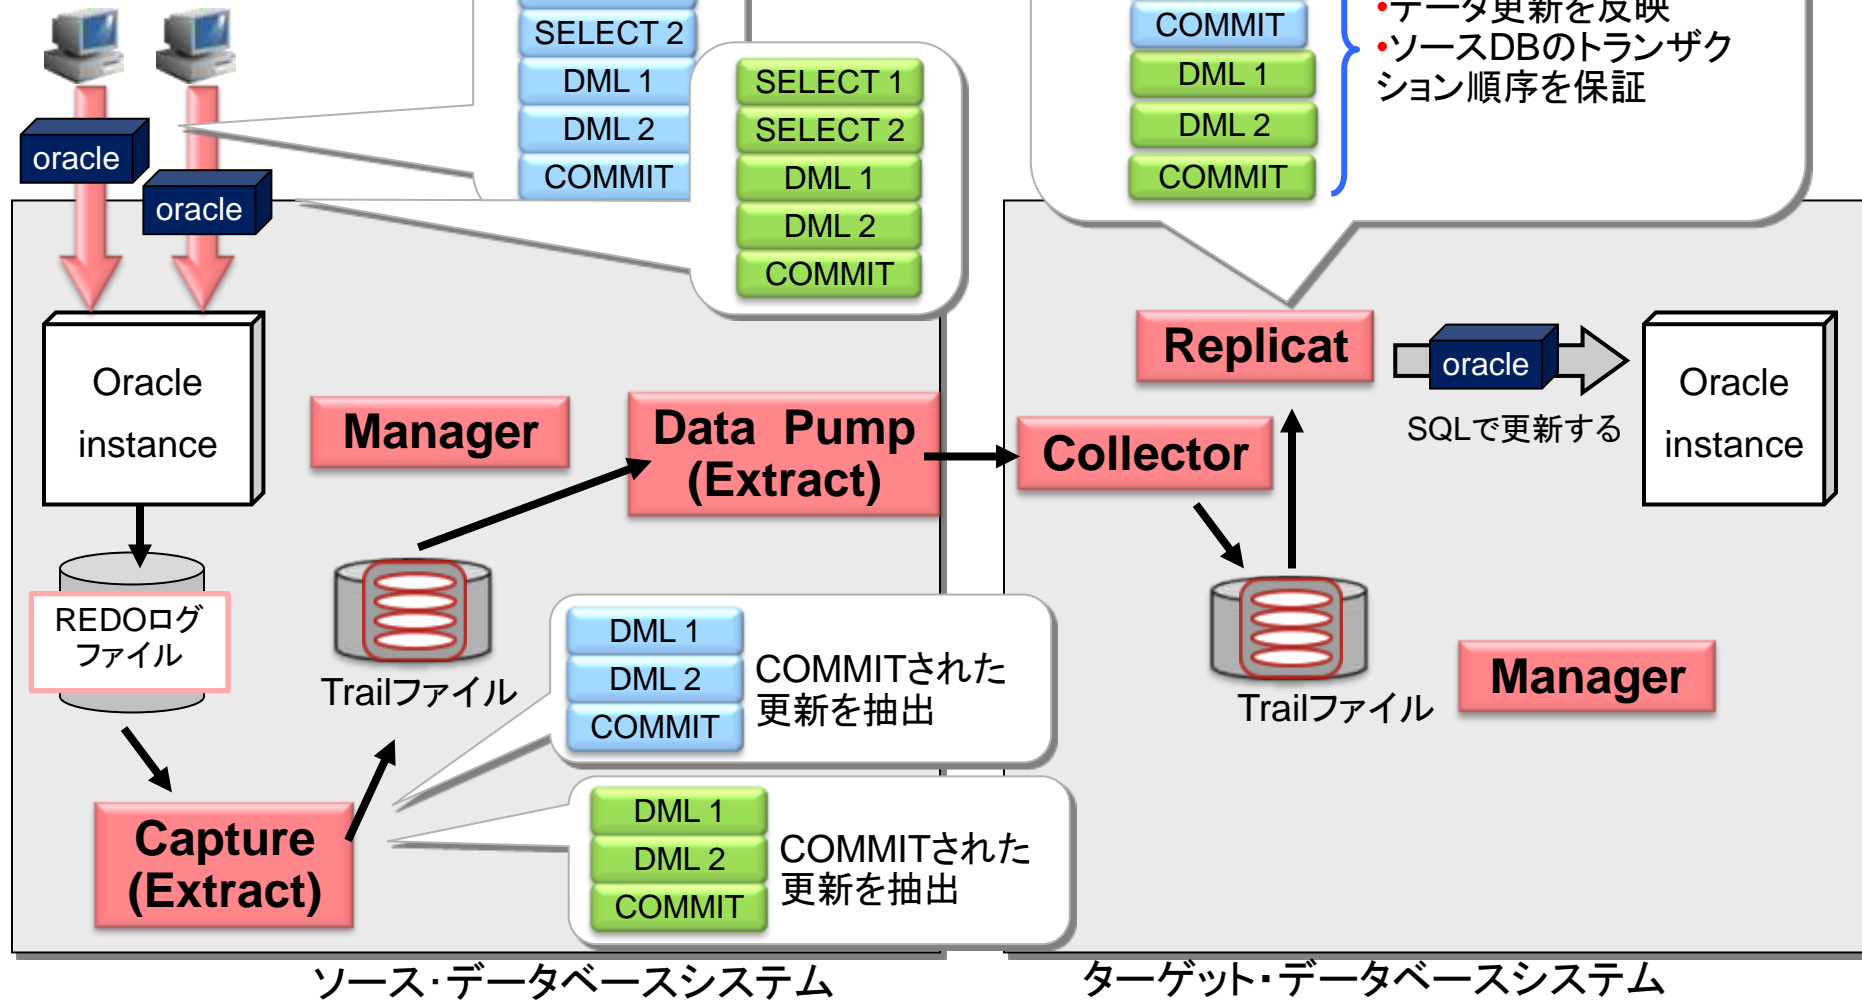 SELECT 2
DML 1
DML 2
COMMIT
SELECT 1
SELECT 2
DML 1
DML 2
COMMIT
COMMIT
DML 1
DML 2
COMMIT
•データ更新を反映
•ソースDBのトランザク
ション順序を保証
oracle
oracle
Oracle
instance
Manager
Data Pump
(Extract)
Collector
Replicat
oracle
SQLで更新する
Oracle
instance
REDOログ
ファイル
Trailファイル
DML 1
DML 2
COMMIT
COMMITされた
更新を抽出
Trailファイル
Manager
Capture
(Extract)
DML 1
DML 2
COMMIT
COMMITされた
更新を抽出
ソース・データベースシステム
ターゲット・データベースシステム